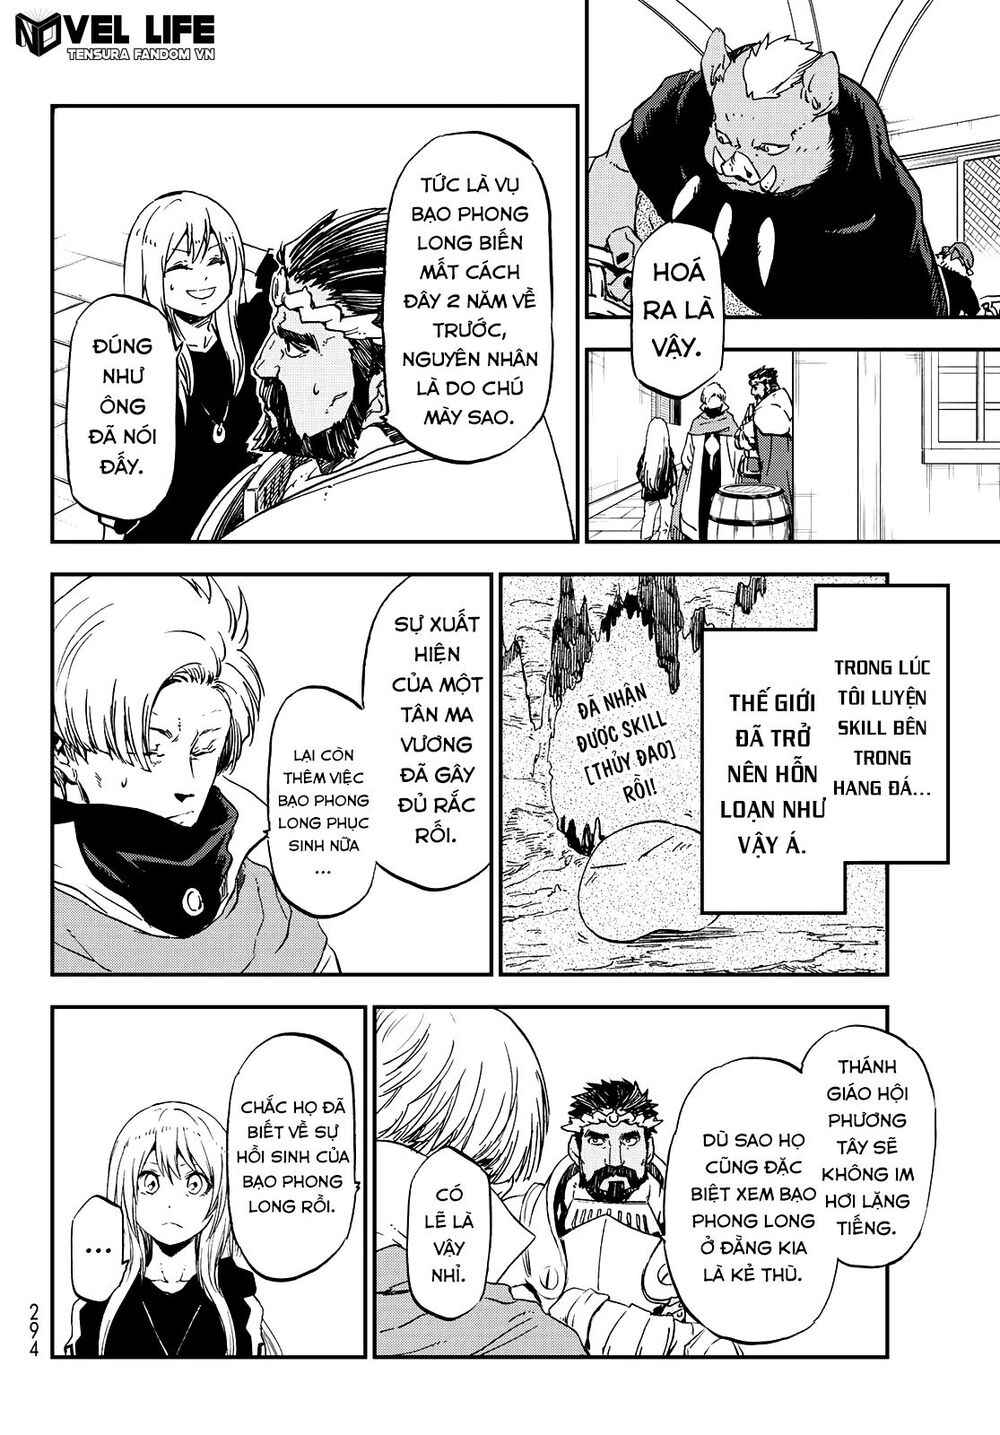 NOVEL LIFE
TENSURA FANDOM VN
HOÁ
RA LÀ
VẬY.
TỨC LÀ VỤ
BẠO PHONG
LONG BIẾN
MẤT CÁCH
ĐÂY 2 NĂM VỀ
TRƯỚC,
NGUYÊN NHÂN
LÀ DO CHÚ
MÀY SAO.
ĐÚNG
NHƯ
ÔNG
ĐÃ NÓI
ĐẤY.
TRONG LÚC
TÔI LUYỆN
SKILL BÊN
TRONG
HANG ĐÁ...
THẾ GIỚI
ĐÃ TRỞ
NÊN HỖN
LOẠN NHƯ
VẬY Á.
ĐÃ NHẬN
ĐƯỢC SKILL
[THỦY ĐAO]
RỒI!
SỰ XUẤT
HIỆN
CỦA MỘT
TÂN MA
VƯƠNG
ĐÃ GÂY
ĐỦ RẮC
RỐI.
LẠI CÒN
THÊM VIỆC
BẠO PHONG
LONG PHỤC
SINH NỮA
...
THÁNH
GIÁO HỘI
PHƯƠNG
TÂY SẼ
KHÔNG IM
HƠI LẶNG
TIẾNG.
DÙ SAO HỌ
CŨNG ĐẶC
BIỆT XEM BẠO
PHONG LONG
Ở ĐẰNG KIA
LÀ KẺ THÙ.
CÓ
LẼ LÀ
VẬY
NHỈ.
CHẮC HỌ ĐÃ
BIẾT VỀ SỰ
HỒI SINH CỦA
BẠO PHONG
LONG RỒI.
...
294